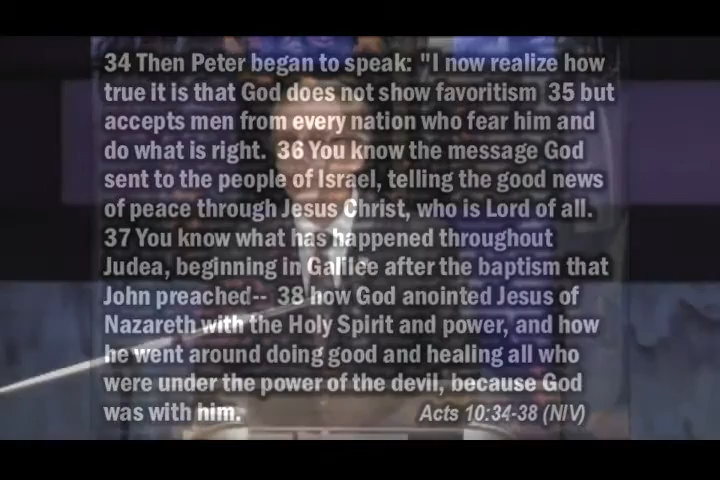 34 Then Peter began to speak: "I now realize how
true it is that God does not show favoritism  35 but
accepts men from every nation who fear him and
do what is right.  36 You know the message God
sent to the people of Israel, telling the good news
of peace through Jesus Christ, who is Lord of all.
37 You know what has happened throughout
Judea, beginning in Galilee after the baptism that
John preached--  38 how God anointed Jesus of
Nazareth with the Holy Spirit and power, and how
he went around doing good and healing all who
were under the power of the devil, because God
was with him.
Acts 10:34-38 (NIV)